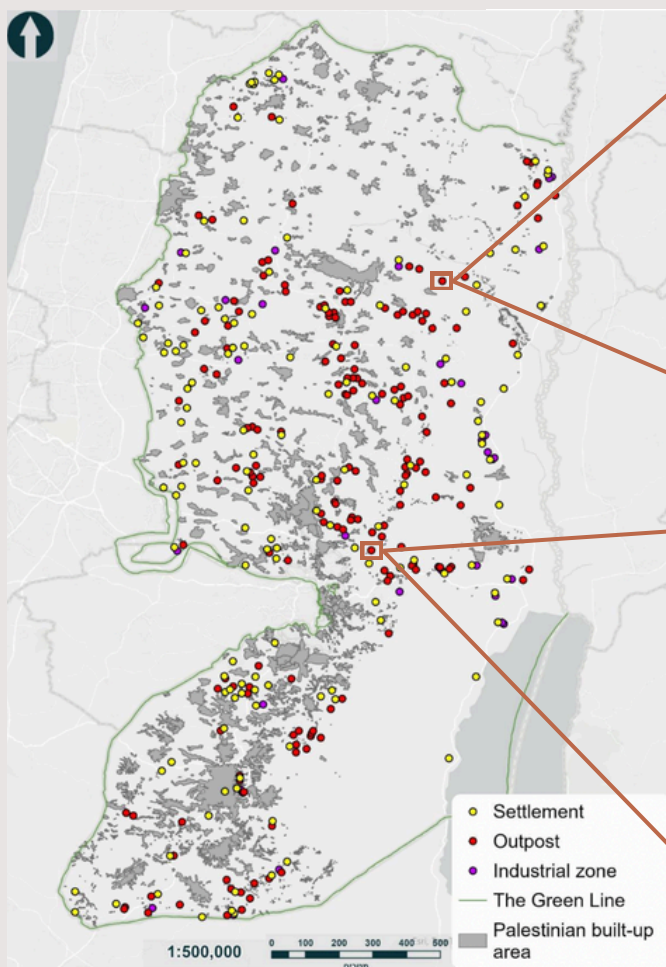 Settlement
Outpost
Industrial zone
The Green Line
Palestinian built-up
area
1:500,000
0 100 200 300 400 500